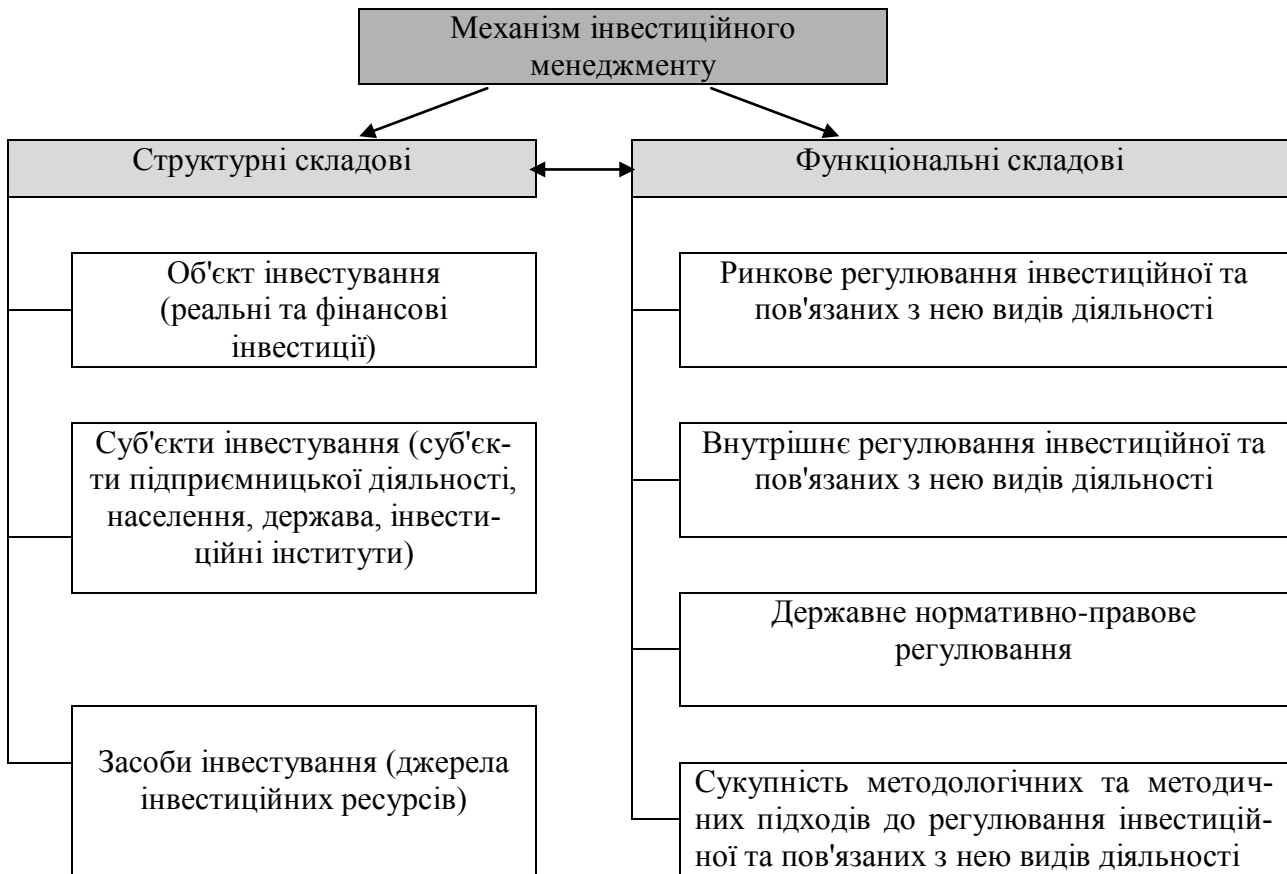 Механізм інвестиційного
менеджменту
Структурні складові
Функціональні складові
Об'єкт інвестування
(реальні та фінансові
інвестиції)
Суб'єкти інвестування (суб'єк-
ти підприємницької діяльності,
населення, держава, інвести-
ційні інститути)
Засоби інвестування (джерела
інвестиційних ресурсів)
Ринкове регулювання інвестиційної та
пов'язаних з нею видів діяльності
Внутрішнє регулювання інвестиційної та
пов'язаних з нею видів діяльності
Державне нормативно-правове
регулювання
Сукупність методологічних та методич-
них підходів до регулювання інвестицій-
ної та пов'язаних з нею видів діяльності